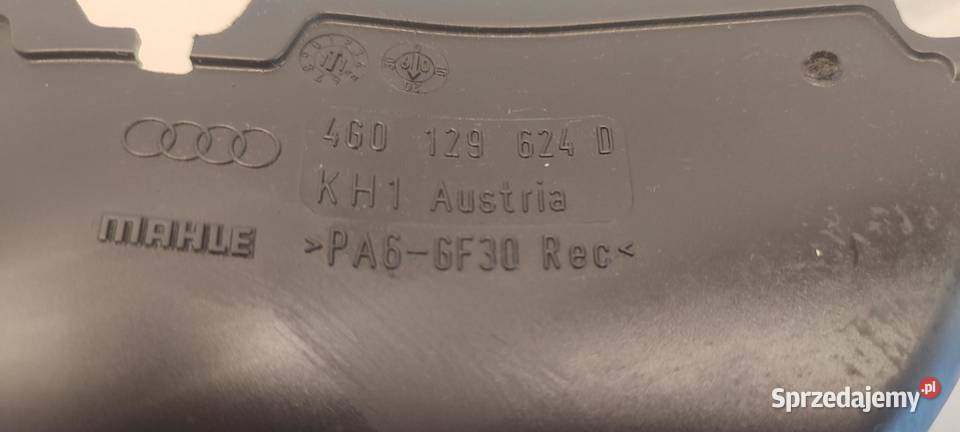 4G0 129 624 D
KH1 Austria
MAHLE
>PA6-GF30 Rec<
Sprzedajemy.pl